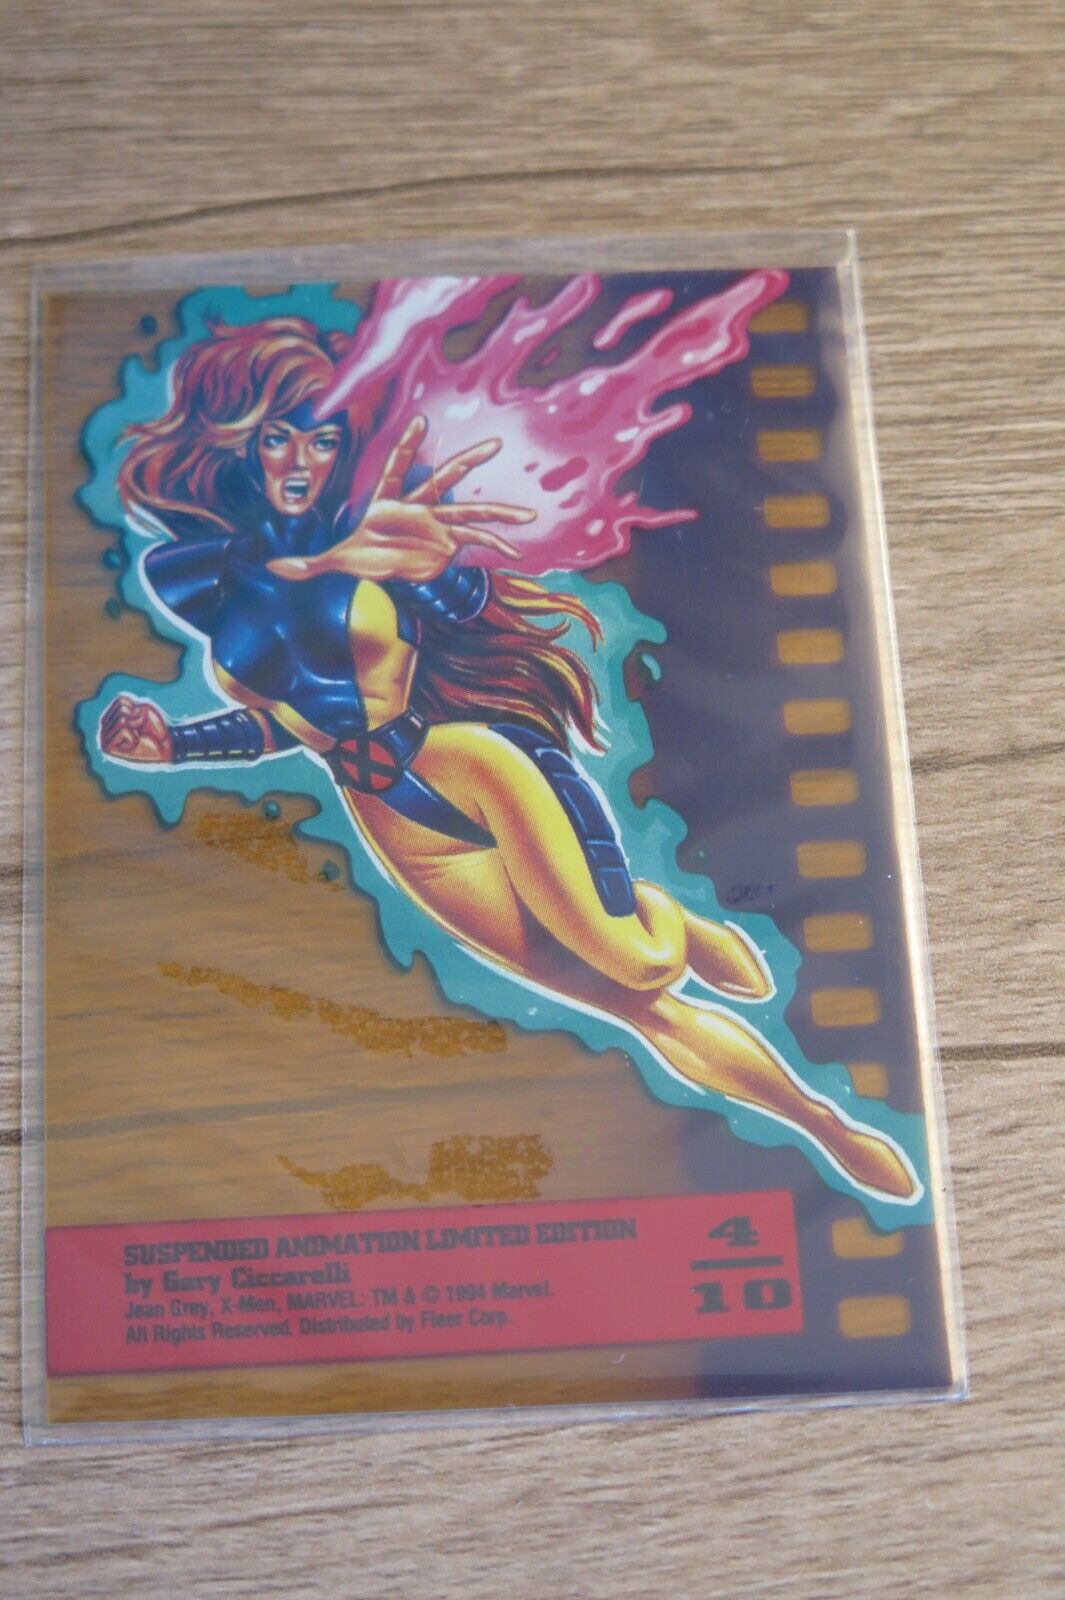 SUSPENDED ANIMATION LIMITED EDITION
by Gary Ciccarelli
Jean Grey, X-Men, MARVEL: TM & © 1994 Marvel.
All Rights Reserved. Distributed by Fleer Corp.
4
10